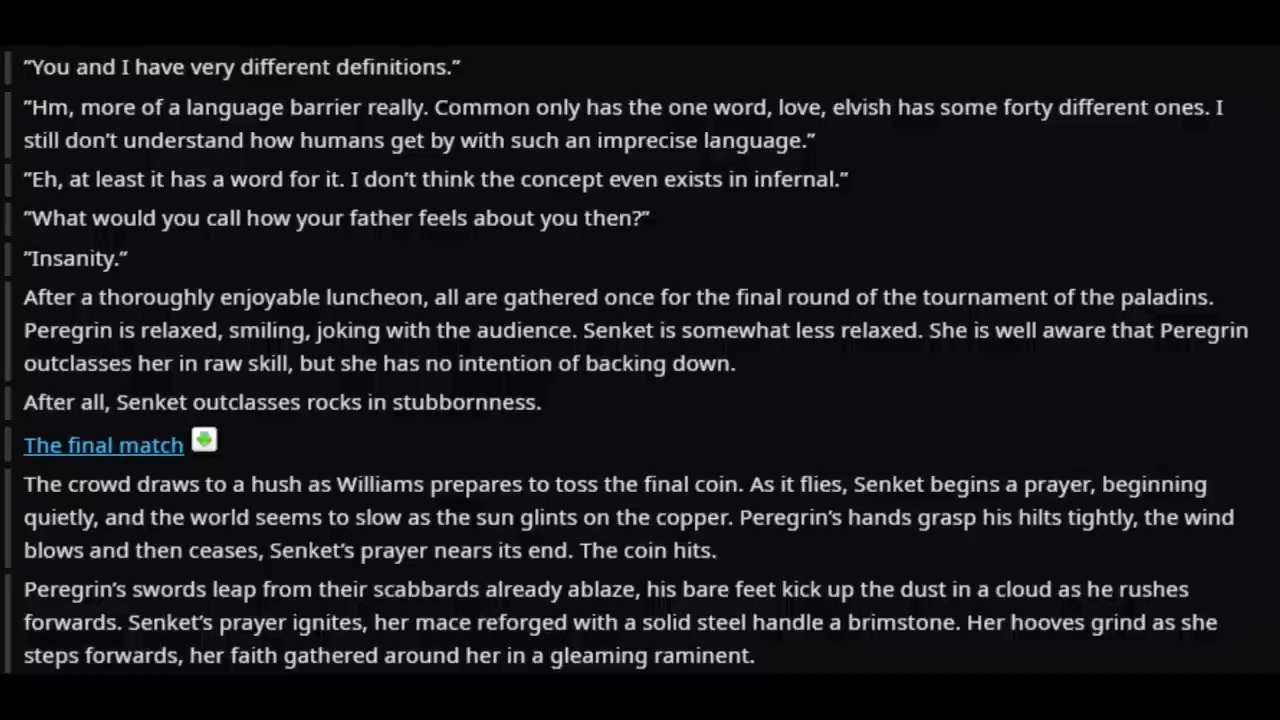 "You and I have very different definitions."
"Hm, more of a language barrier really. Common only has the one word, love, elvish has some forty different ones. I
still don't understand how humans get by with such an imprecise language."
"Eh, at least it has a word for it. I don't think the concept even exists in infernal."
"What would you call how your father feels about you then?"
"Insanity."
After a thoroughly enjoyable luncheon, all are gathered once for the final round of the tournament of the paladins.
Peregrin is relaxed, smiling, joking with the audience. Senket is somewhat less relaxed. She is well aware that Peregrin
outclasses her in raw skill, but she has no intention of backing down.
After all, Senket outclasses rocks in stubbornness.
The final match
The crowd draws to a hush as Williams prepares to toss the final coin. As it flies, Senket begins a prayer, beginning
quietly, and the world seems to slow as the sun glints on the copper. Peregrin's hands grasp his hilts tightly, the wind
blows and then ceases, Senket's prayer nears its end. The coin hits.
Peregrin's swords leap from their scabbards already ablaze, his bare feet kick up the dust in a cloud as he rushes
forwards. Senket's prayer ignites, her mace reforged with a solid steel handle a brimstone. Her hooves grind as she
steps forwards, her faith gathered around her in a gleaming raminent.